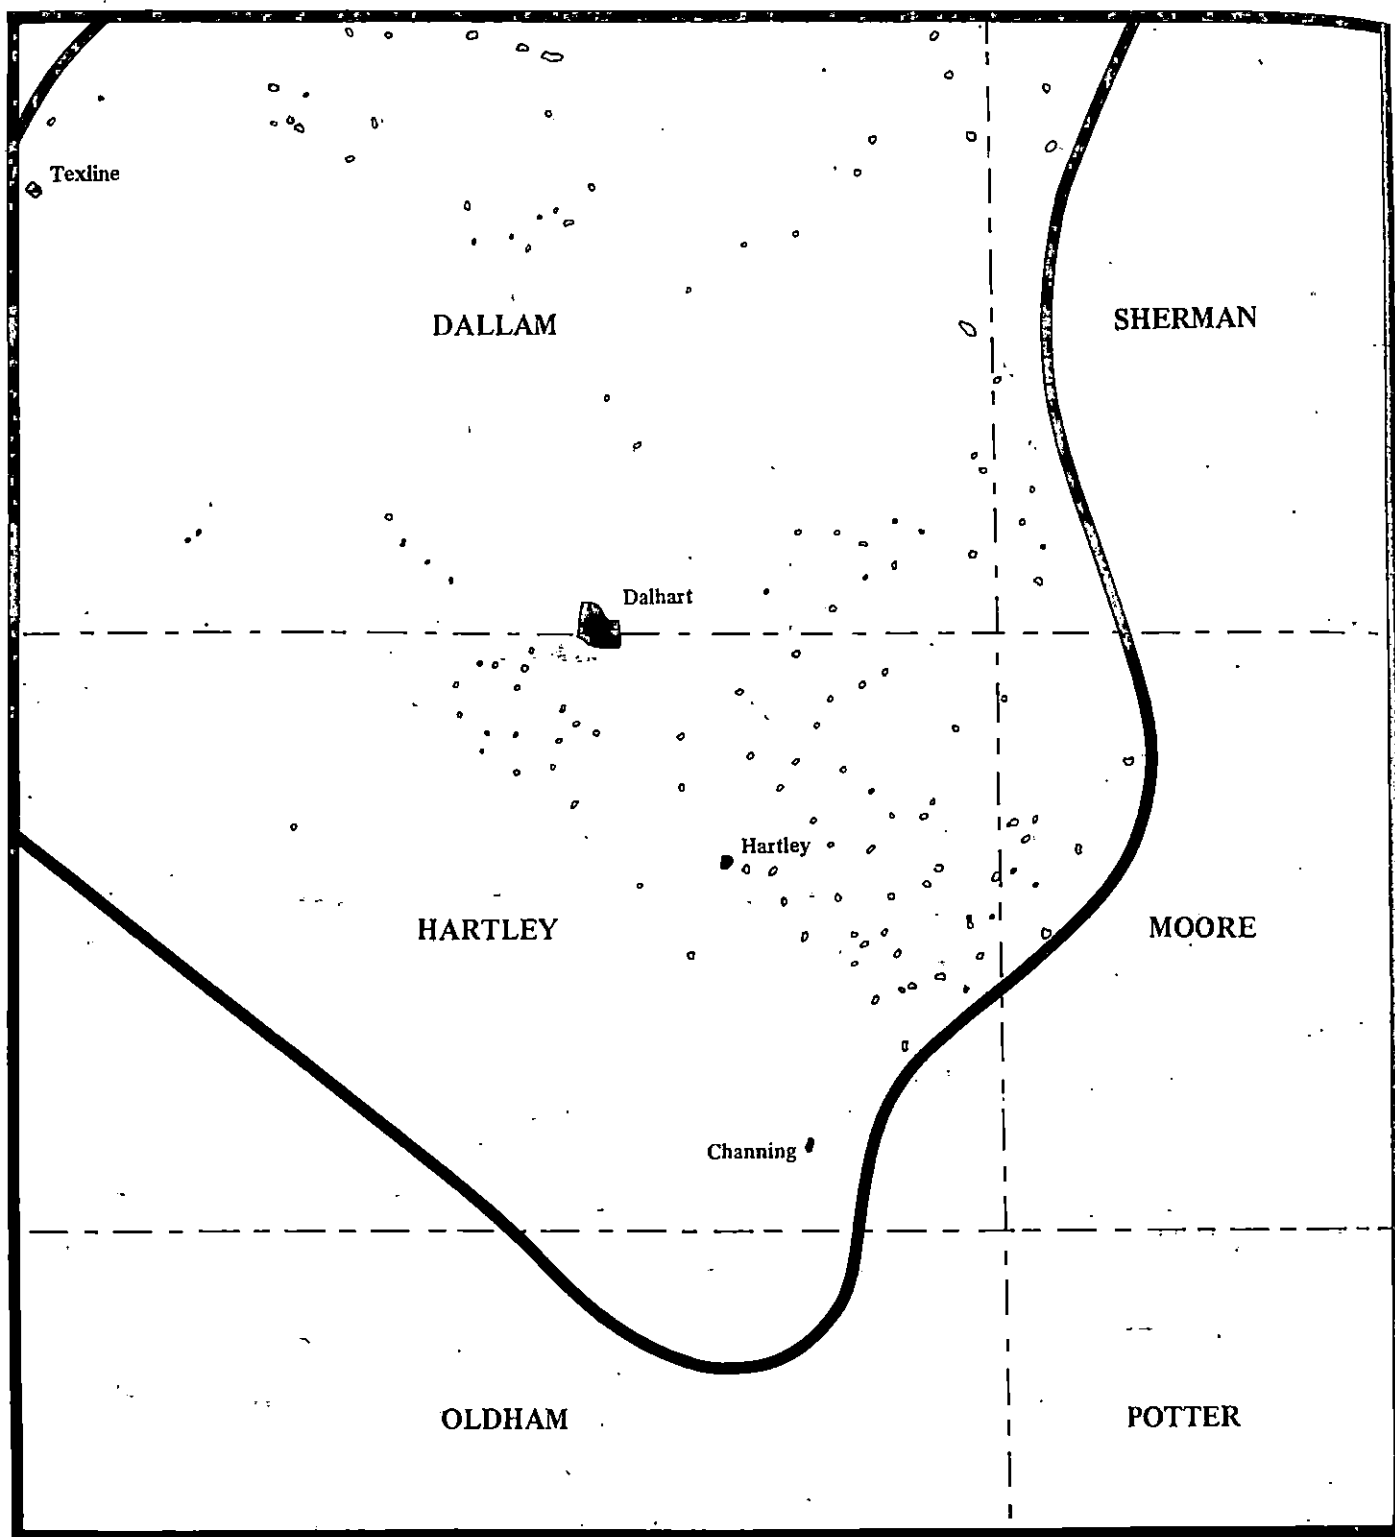 Texline
DALLAM
SHERMAN
Dalhart
Hartley
HARTLEY
MOORE
Channing
OLDHAM
POTTER